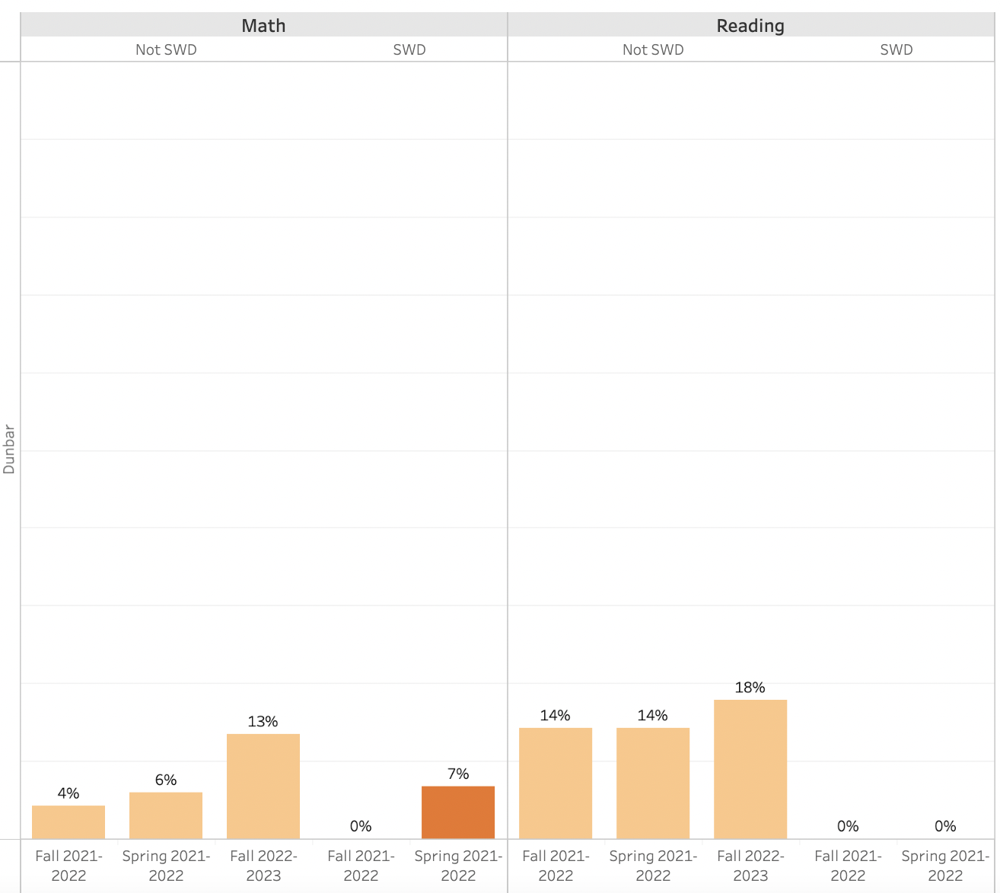 Math
Reading
Not SWD
SWD
Not SWD
SWD
Dunbar
18%
14%
14%
13%
7%
6%
4%
0%
0%
0%
Fall 2021-
2022
Spring 2021-
2022
Fall 2022-
2023
Fall 2021-
2022
Spring 2021-
2022
Fall 2021-
2022
Spring 2021-
2022
Fall 2022-
2023
Fall 2021-
2022
Spring 2021-
2022